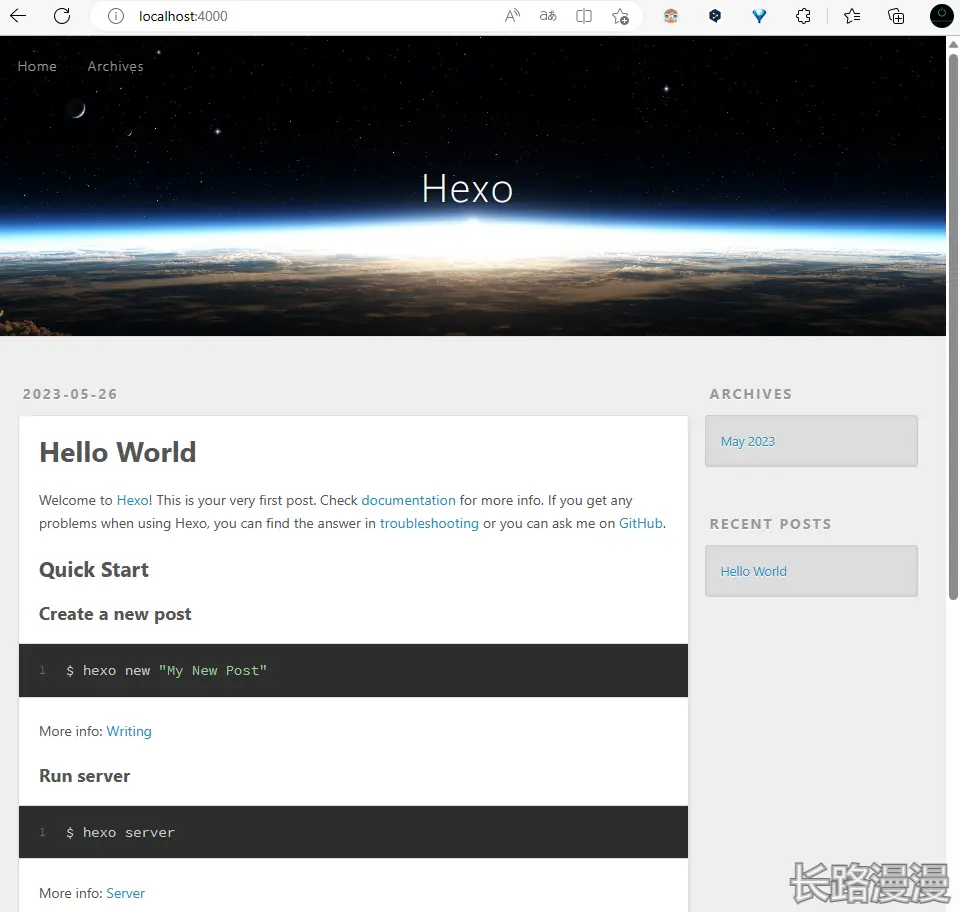 localhost:4000
Home Archives
Hexo
2023-05-26
Hello World
Welcome to Hexo! This is your very first post. Check documentation for more info. If you get any
problems when using Hexo, you can find the answer in troubleshooting or you can ask me on GitHub.
Quick Start
Create a new post
1 $ hexo new "My New Post"
More info: Writing
Run server
1 $ hexo server
More info: Server
ARCHIVES
May 2023
RECENT POSTS
Hello World
长路漫漫